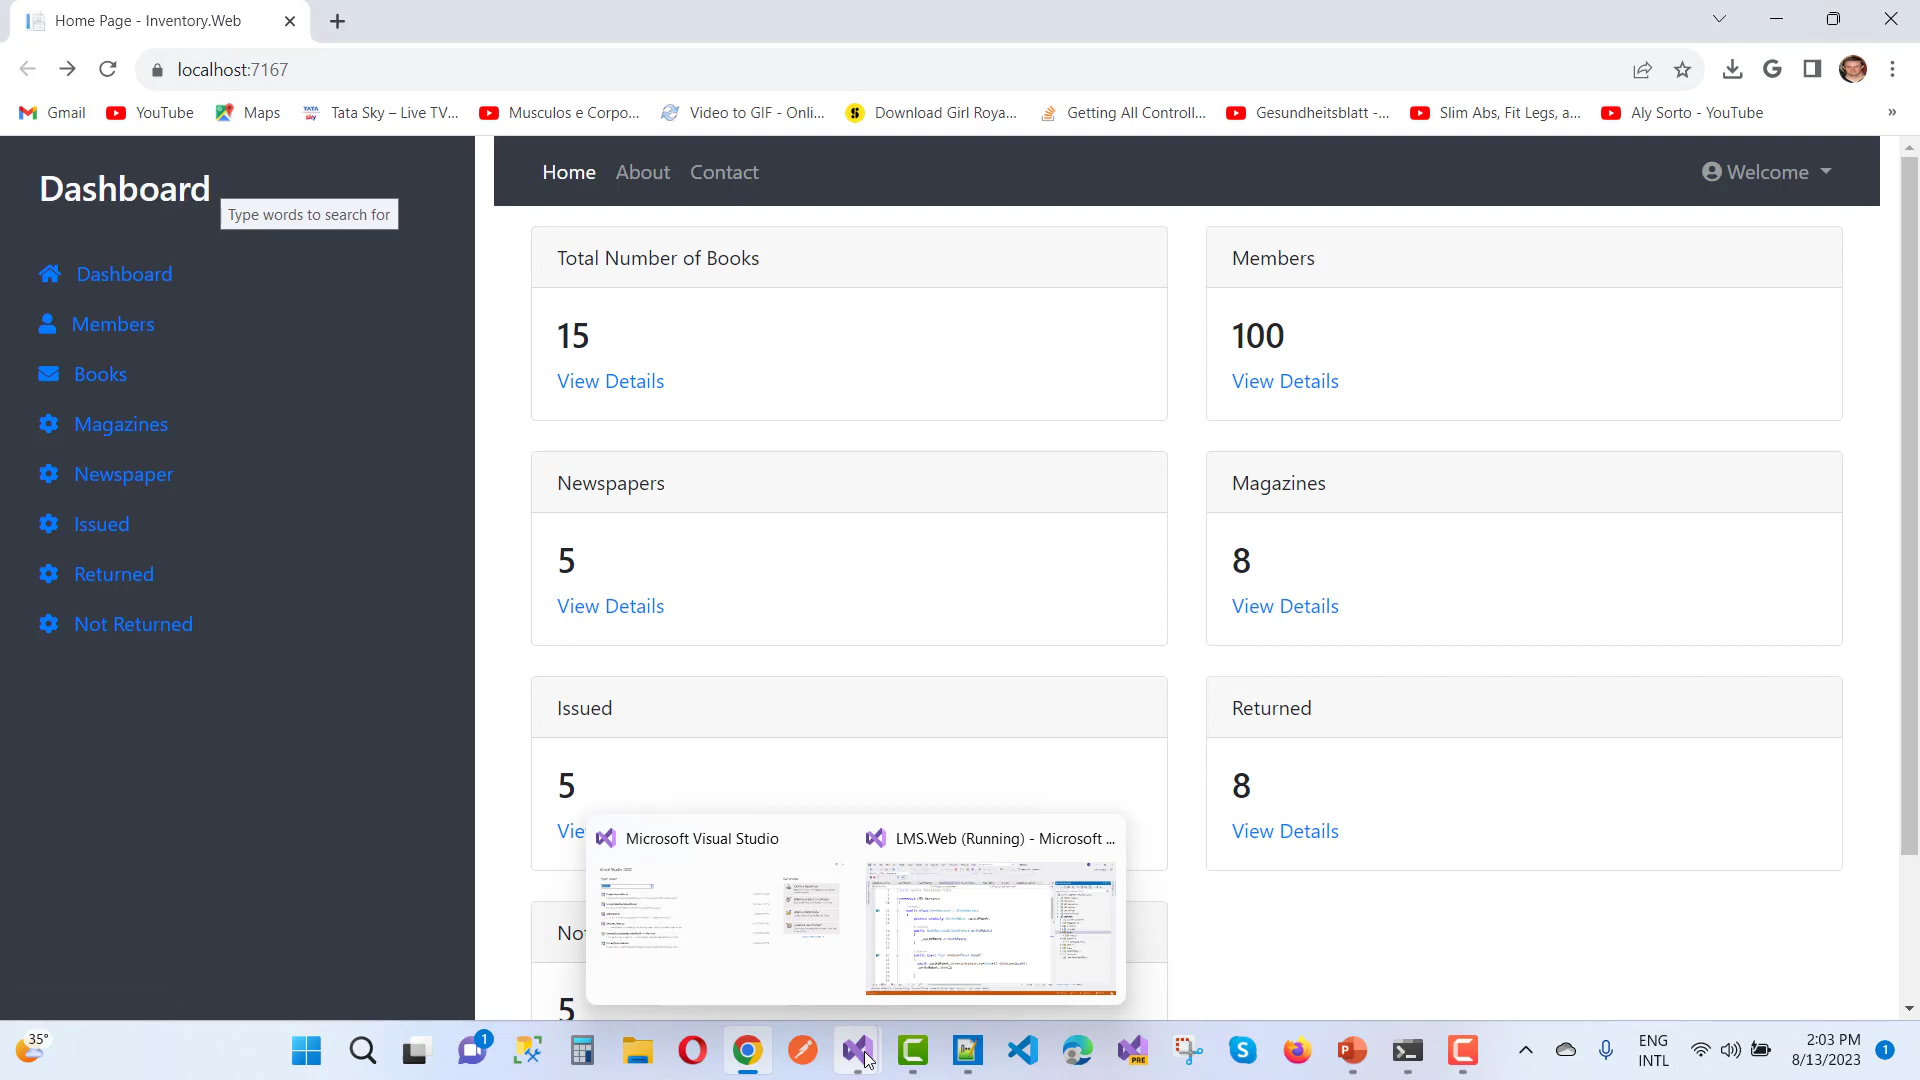 Home Page - Inventory.Web
localhost:7167
Gmail
YouTube
Maps
Tata Sky – Live TV...
Musculos e Corpo...
Video to GIF - Onli...
Download Girl Roya...
Getting All Controll...
Gesundheitsblatt -...
Slim Abs, Fit Legs, a...
Aly Sorto - YouTube
»
Dashboard
Type words to search for
Dashboard
Members
Books
Magazines
Newspaper
Issued
Returned
Not Returned
Home
About
Contact
Welcome
Total Number of Books
15
View Details
Members
100
View Details
Newspapers
5
View Details
Magazines
8
View Details
Issued
5
Vie
Returned
8
View Details
No
5
Microsoft Visual Studio
LMS.Web (Running) - Microsoft ...
35°
1
PRE
ENG
INTL
2:03 PM
8/13/2023
1